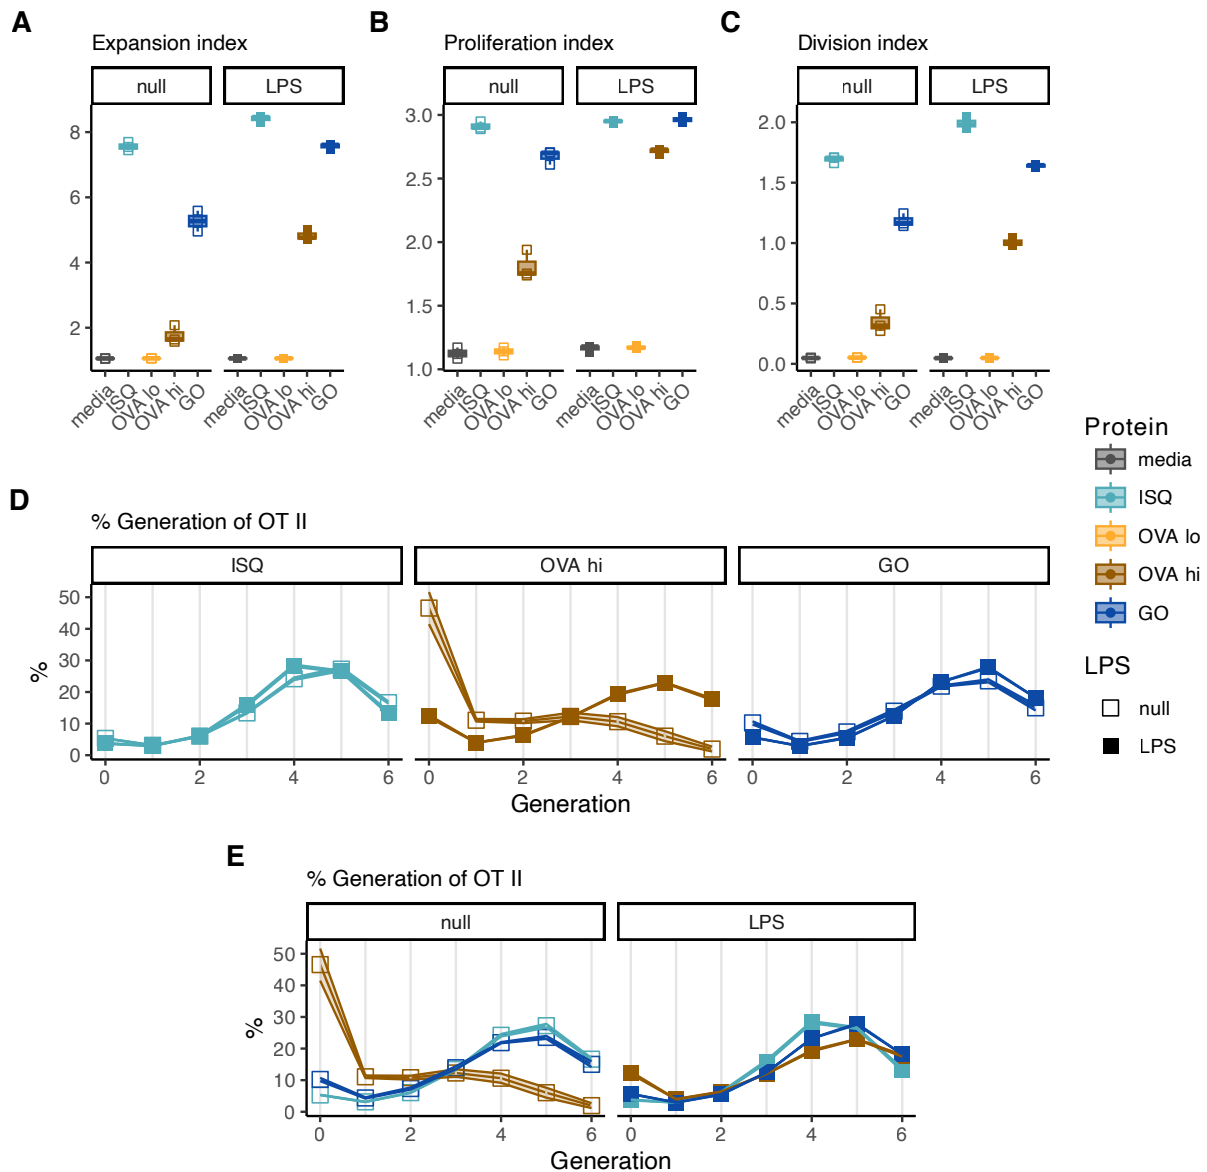 A
B
C
Expansion index
Proliferation index
Division index
null
LPS
null
LPS
null
LPS
8
6
4
2
3.0
2.5
2.0
1.5
1.0
2.0
1.5
1.0
0.5
0.0
media
ISQ
OVA lo
OVA hi
GO
media
ISQ
OVA lo
OVA hi
GO
media
ISQ
OVA lo
OVA hi
GO
media
ISQ
OVA lo
OVA hi
GO
media
ISQ
OVA lo
OVA hi
GO
media
ISQ
OVA lo
OVA hi
GO
Protein
media
ISQ
OVA lo
OVA hi
GO
LPS
null
LPS
D
% Generation of OT II
ISQ
OVA hi
GO
50
40
30
20
10
0
%
0 2 4 6
0 2 4 6
0 2 4 6
Generation
E
% Generation of OT II
null
LPS
50
40
30
20
10
0
%
0 2 4 6
0 2 4 6
Generation